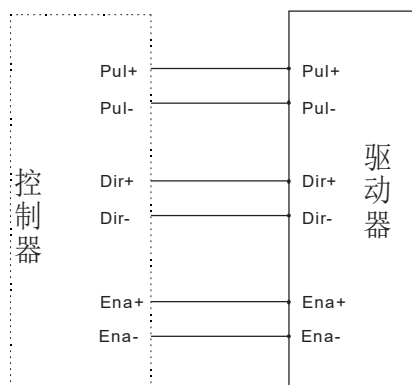 控制器
Pul+
Pul-
Dir+
Dir-
Ena+
Ena-
Pul+
Pul-
Dir+
Dir-
Ena+
Ena-
驱动器